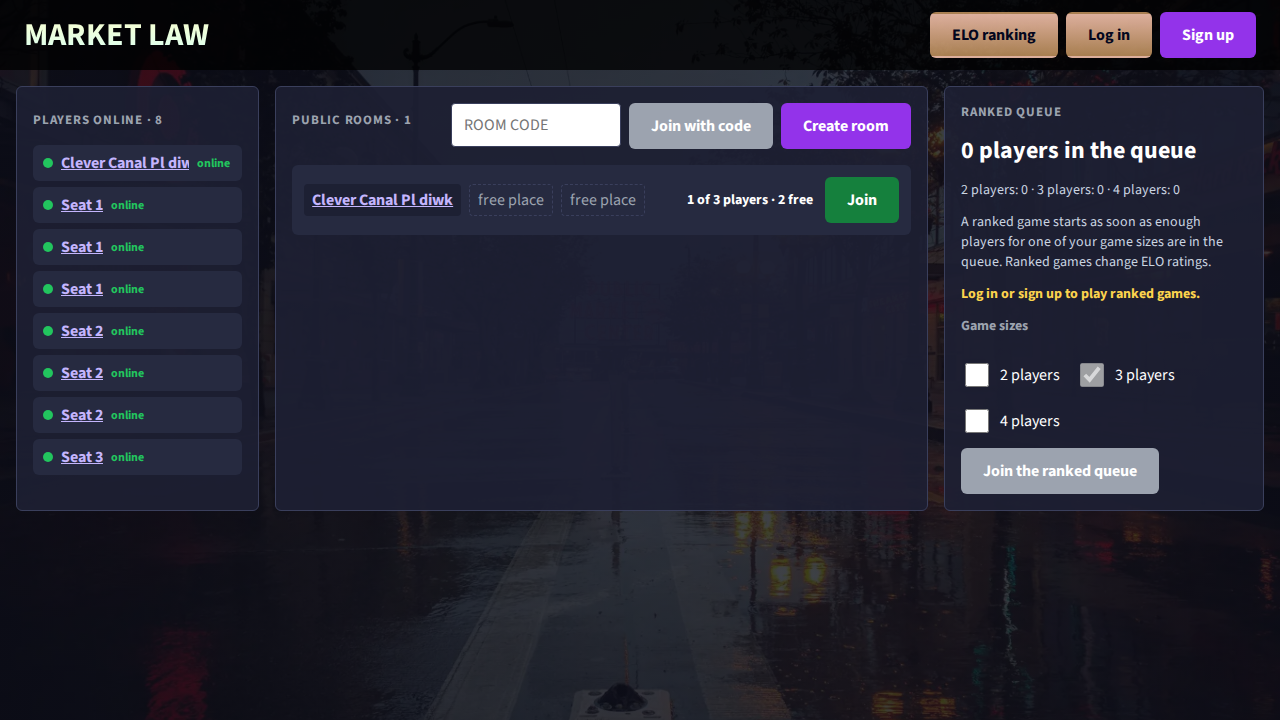 MARKET LAW
ELO ranking
Log in
Sign up
PLAYERS ONLINE · 8
Clever Canal Pl diw online
Seat 1 online
Seat 1 online
Seat 1 online
Seat 2 online
Seat 2 online
Seat 2 online
Seat 3 online
PUBLIC ROOMS · 1
ROOM CODE
Join with code
Create room
Clever Canal Pl diwk
free place
free place
1 of 3 players · 2 free
Join
RANKED QUEUE
0 players in the queue
2 players: 0 · 3 players: 0 · 4 players: 0
A ranked game starts as soon as enough
players for one of your game sizes are in the
queue. Ranked games change ELO ratings.
Log in or sign up to play ranked games.
Game sizes
2 players
3 players
4 players
Join the ranked queue